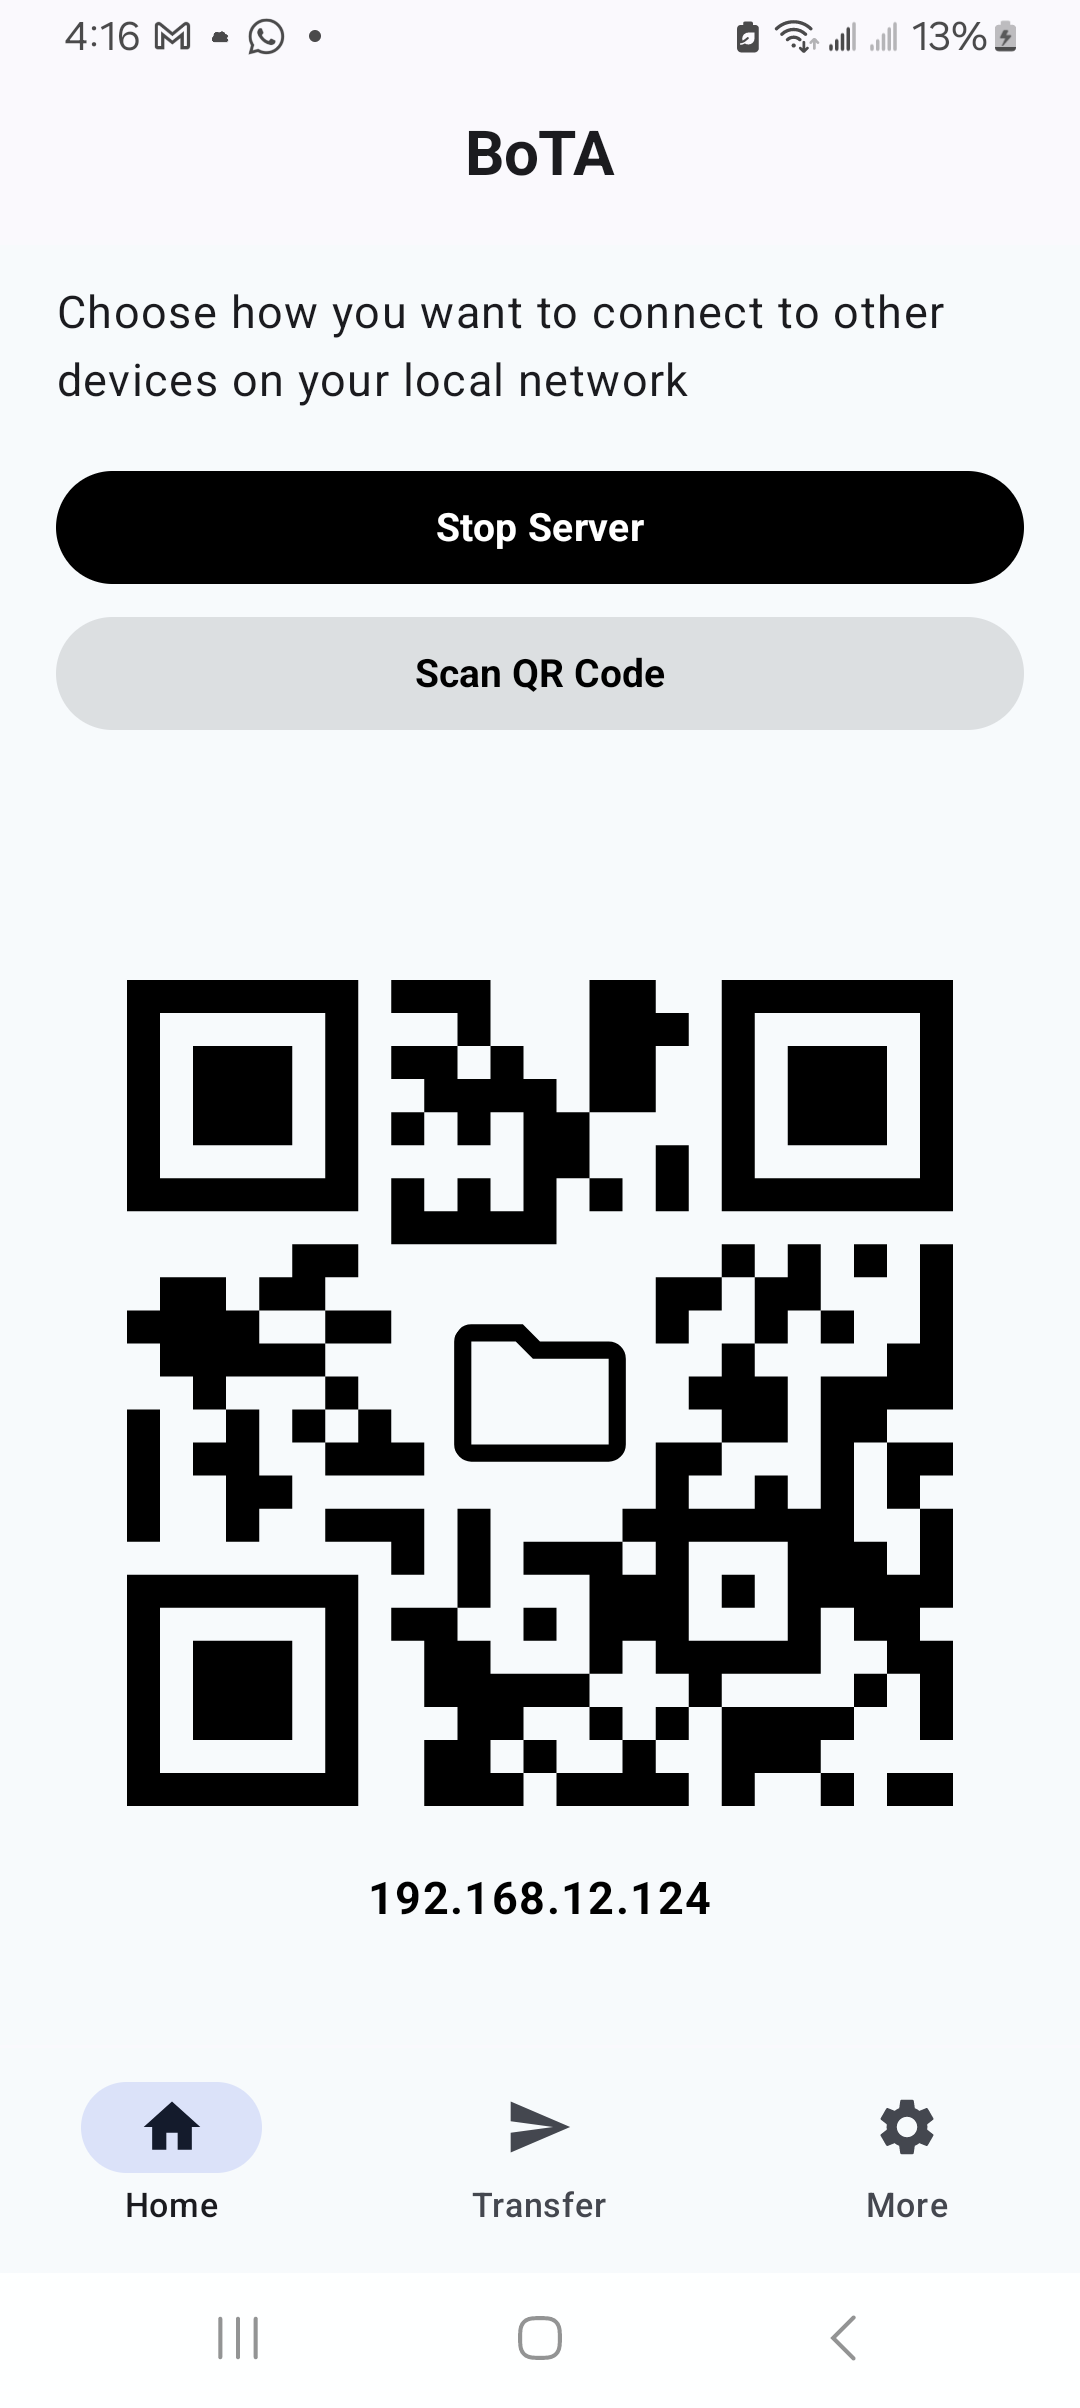 4:16
13%
BoTA
Choose how you want to connect to other
devices on your local network
Stop Server
Scan QR Code
192.168.12.124
Home
Transfer
More